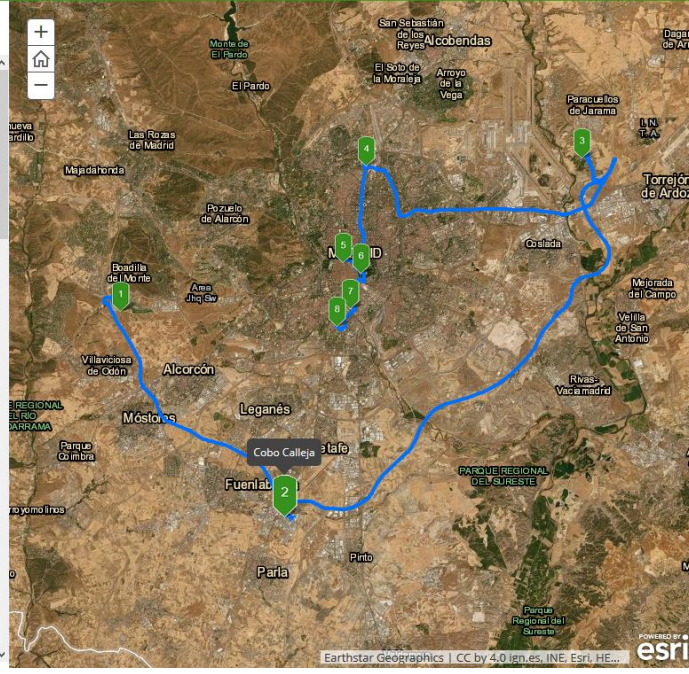 +
−
San Sebastián
de los
Reyes
Alcobendas
Monte de
El Pardo
El Soto de
la Moraleja
Arroyo
de la
Vega
El Pardo
Paracuellos
de Jarama
I. N.
T. A.
Las Rozas
de Madrid
Majadahonda
4
3
Torrejón
de Ardoz
Pozuelo
de Alarcón
5
6
Coslada
Boadilla
del Monte
1
Area
Jhq Sw
7
8
Mejorada
del Campo
Velilla
de San
Antonio
Villaviciosa
de Odón
Alcorcón
Rivas-
Vaciamadrid
Leganés
Móstoles
Parque
Coimbra
Cobo Calleja
2
PARQUE REGIONAL
DEL SURESTE
Pinto
Parla
Parque
Regional del
Sureste
Earthstar Geographics | CC by 4.0 ign.es, INE, Esri, HE...
POWERED BY
esri